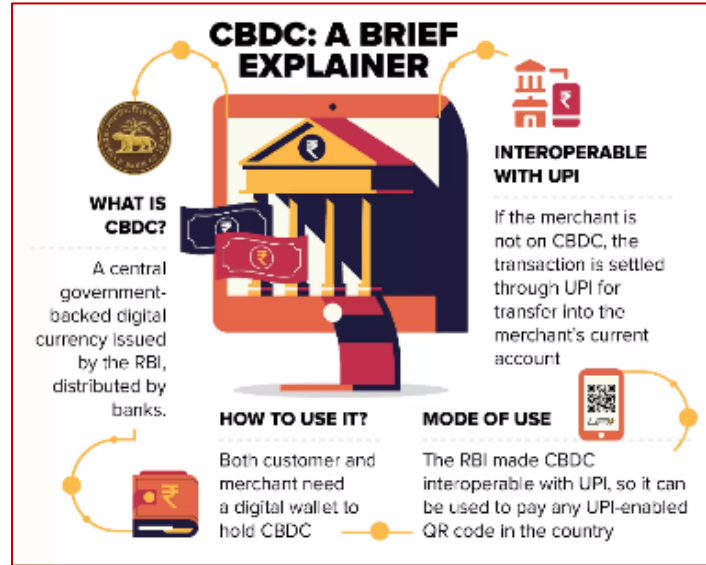 CBDC: A BRIEF
EXPLAINER
WHAT IS
CBDC?
A central
government-
backed digital
currency issued
by the RBI,
distributed by
banks.
INTEROPERABLE
WITH UPI
If the merchant is
not on CBDC, the
transaction is settled
through UPI for
transfer into the
merchant's current
account
HOW TO USE IT?
Both customer and
merchant need
a digital wallet to
hold CBDC
MODE OF USE
The RBI made CBDC
interoperable with UPI, so it can
be used to pay any UPI-enabled
QR code in the country
₹
₹
₹
₹
₹